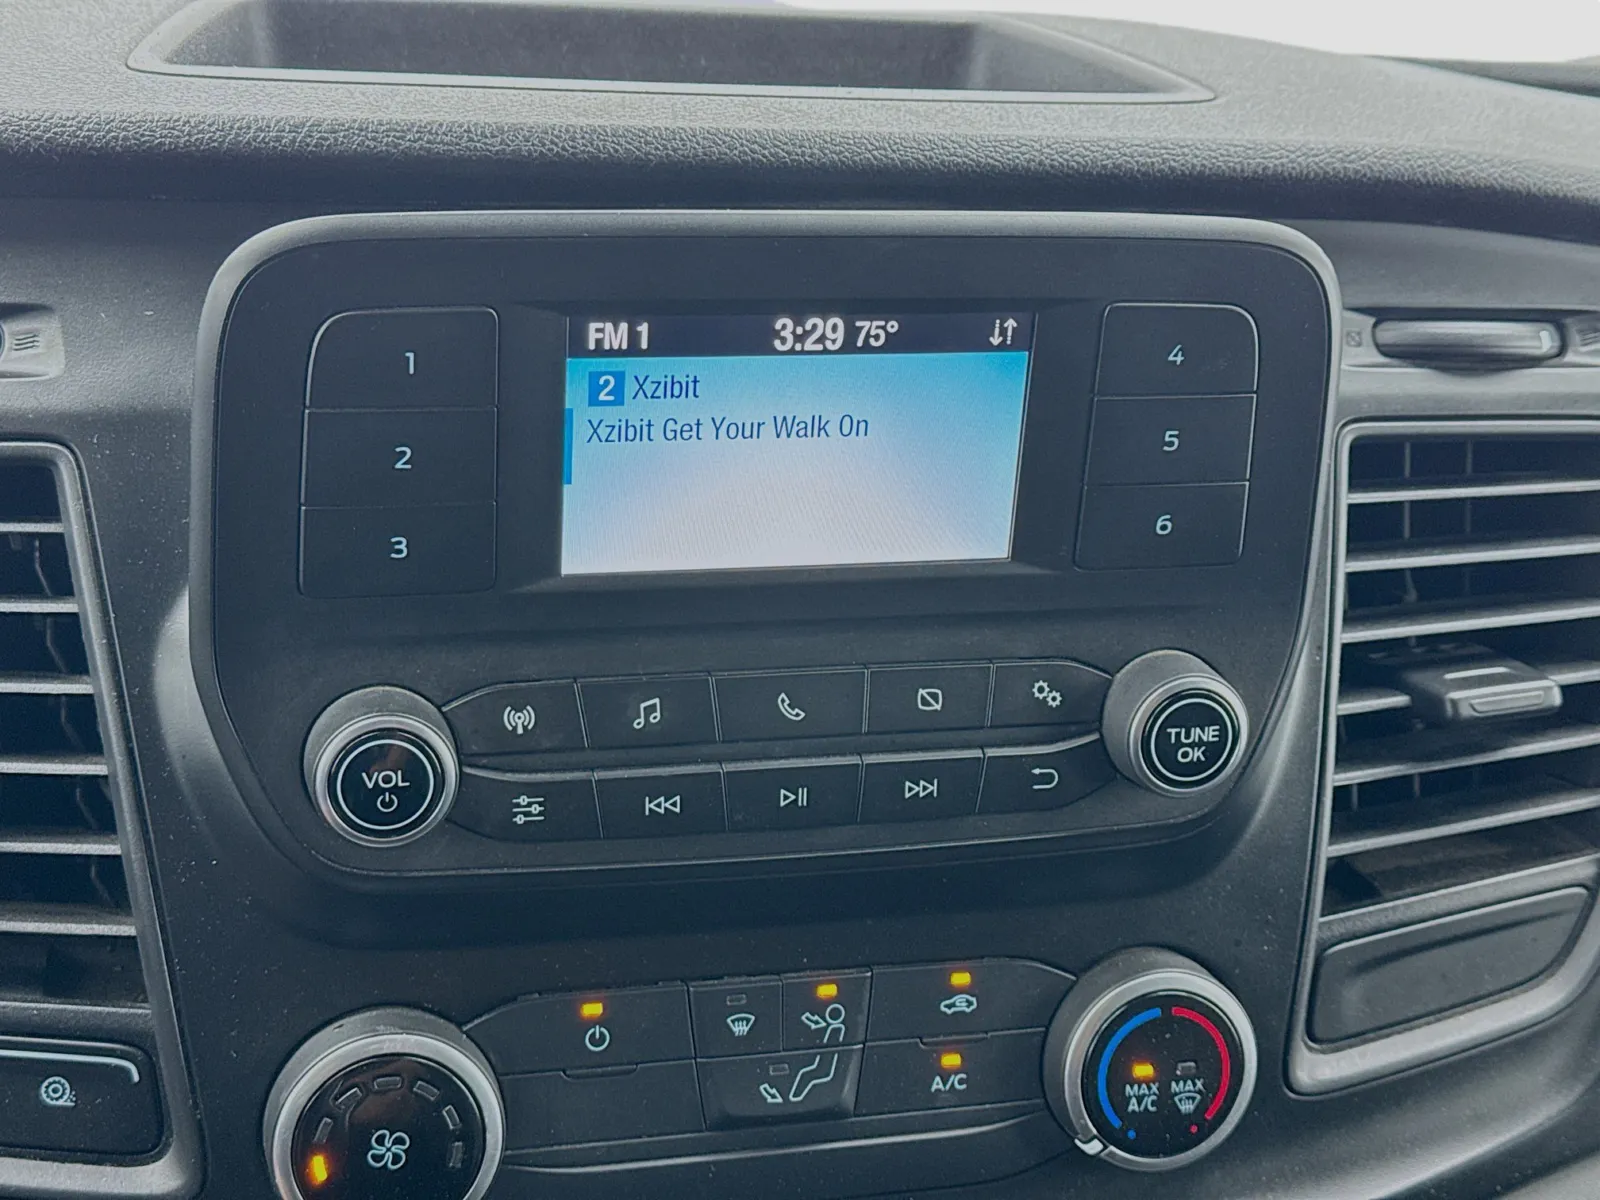 FM 1 3:29 75°
2 Xzibit
Xzibit Get Your Walk On
1
2
3
4
5
6
VOL
TUNE
OK
A/C
MAX
A/C
MAX